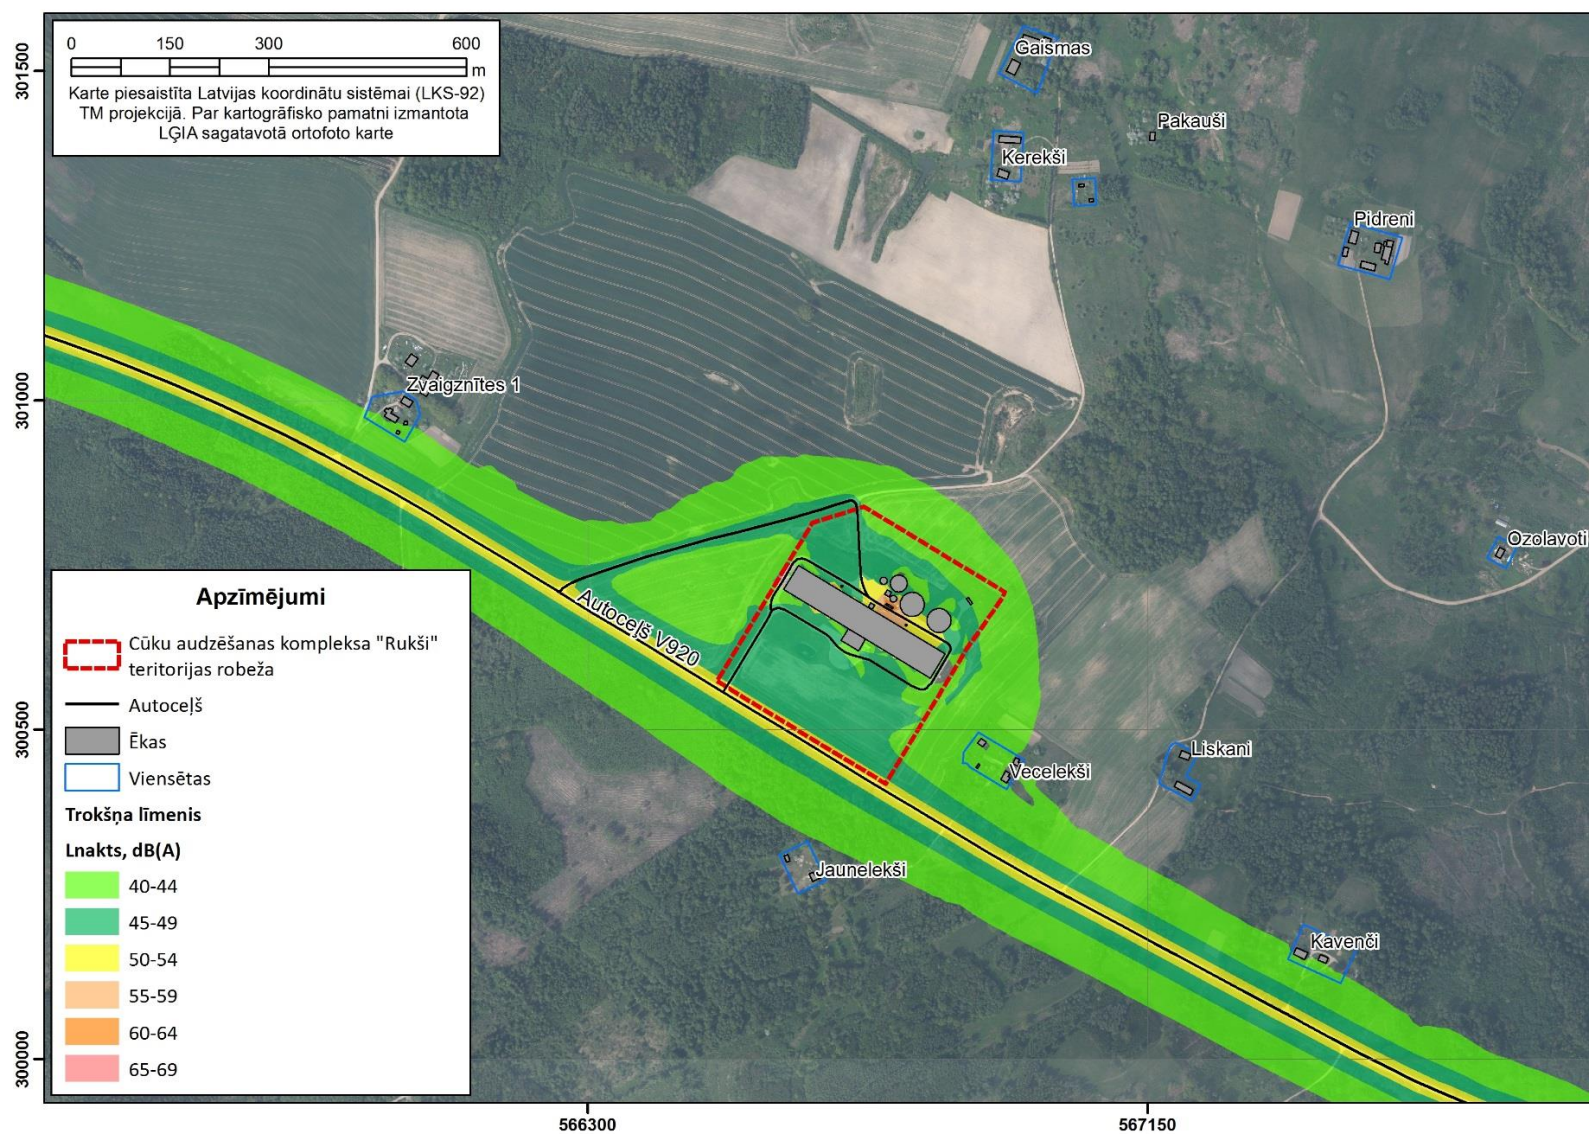 0 150 300 600
m
Karte piesaistīta Latvijas koordinātu sistēmai (LKS-92)
TM projekcijā. Par kartogrāfisko pamatni izmantota
LĢIA sagatavotā ortofoto karte
301500
301000
300500
300000
Gaismas
Pakauši
Kerekši
Pidreni
Zvaigznītes 1
Ozolavoti
Autoceļš V920
Liskani
Vecelekši
Jaunelekši
Kavenči
Apzīmējumi
Cūku audzēšanas kompleksa "Rukši"
teritorijas robeža
Autoceļš
Ēkas
Viensētas
Trokšņa līmenis
Lnakts, dB(A)
40-44
45-49
50-54
55-59
60-64
65-69
566300
567150